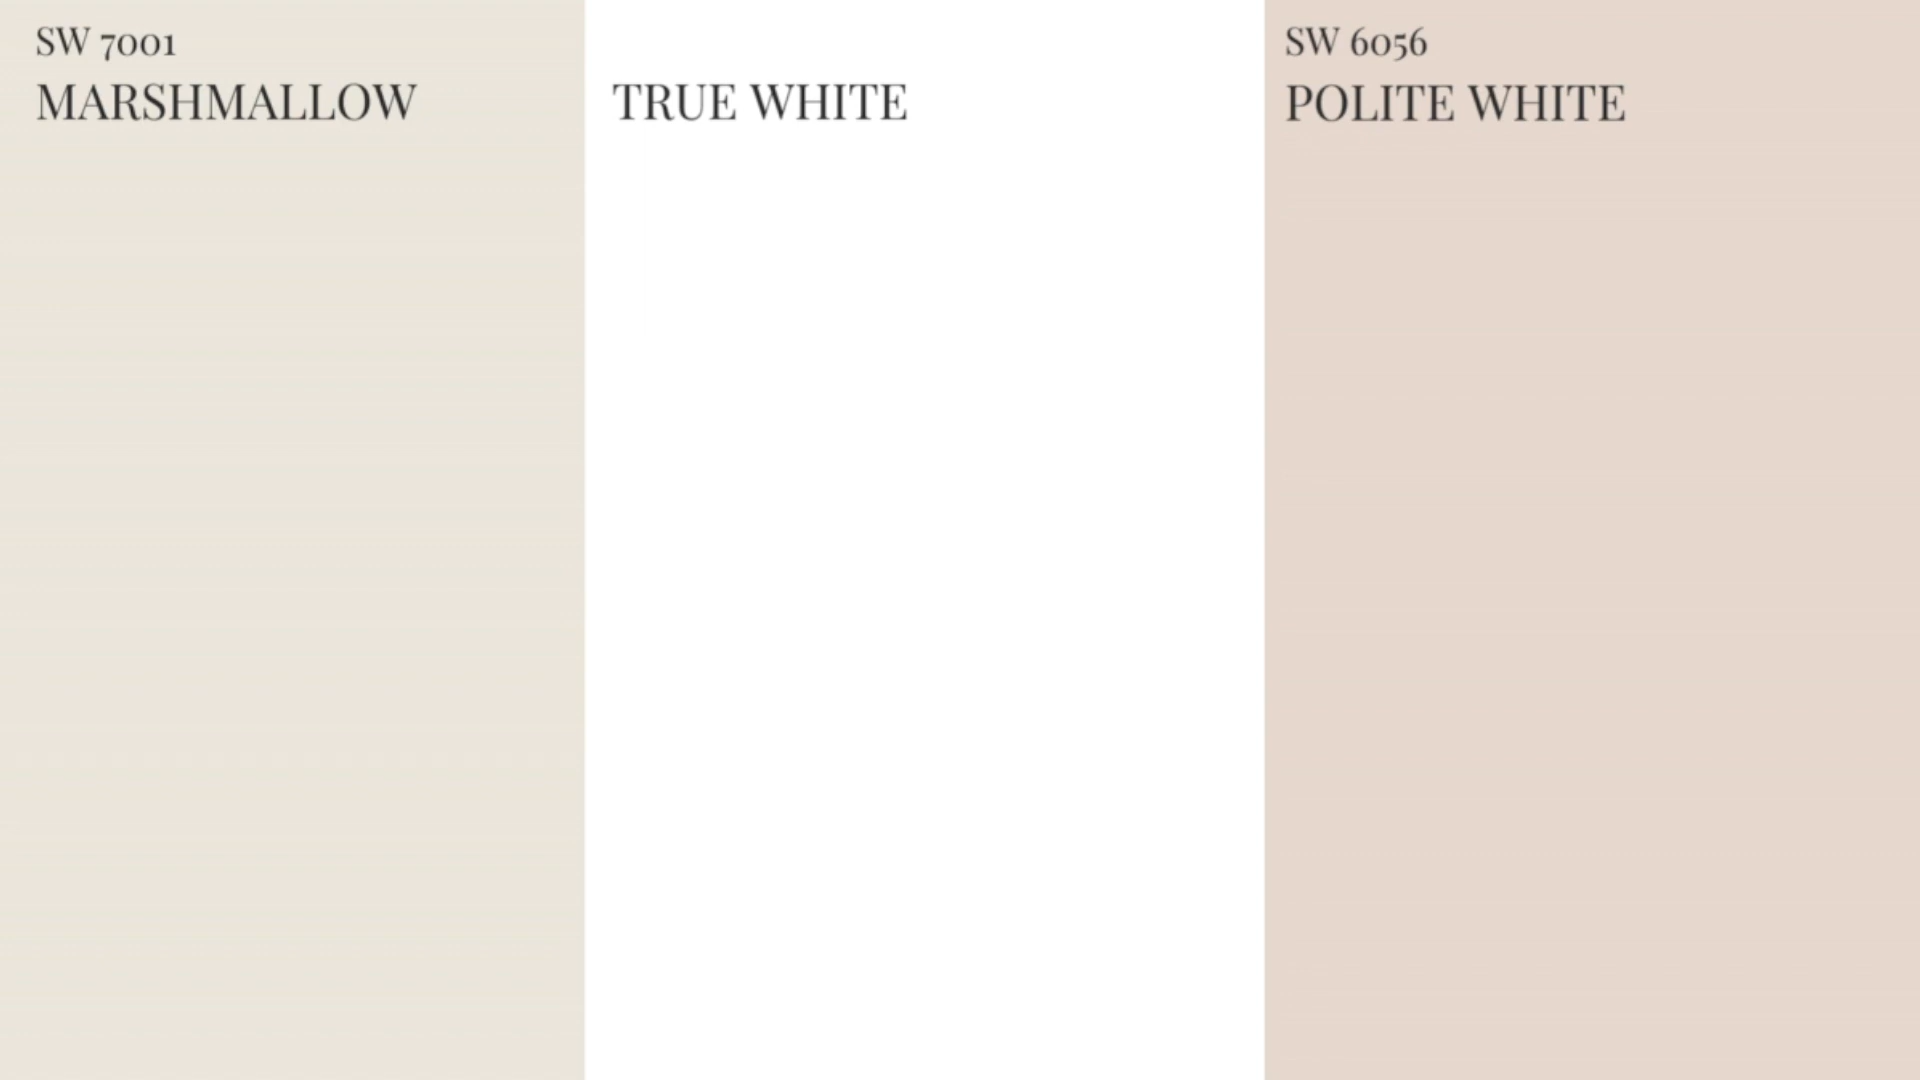 SW 7001
MARSHMALLOW
TRUE WHITE
SW 6056
POLITE WHITE